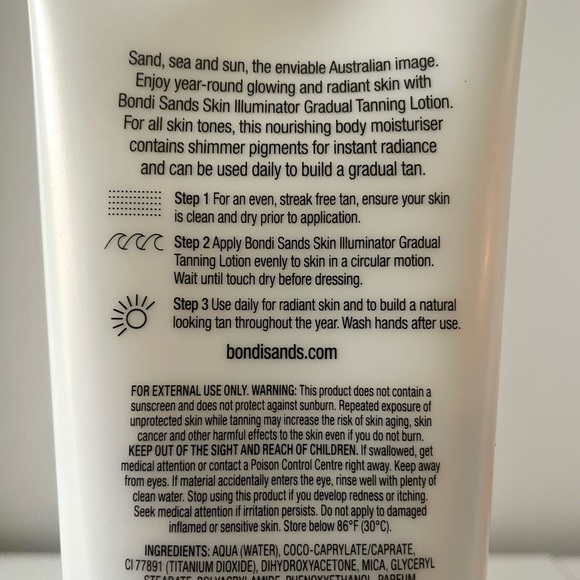 Sand, sea and sun, the enviable Australian image.
Enjoy year-round glowing and radiant skin with
Bondi Sands Skin Illuminator Gradual Tanning Lotion.
For all skin tones, this nourishing body moisturiser
contains shimmer pigments for instant radiance
and can be used daily to build a gradual tan.
Step 1 For an even, streak free tan, ensure your skin
is clean and dry prior to application.
Step 2 Apply Bondi Sands Skin Illuminator Gradual
Tanning Lotion evenly to skin in a circular motion.
Wait until touch dry before dressing.
Step 3 Use daily for radiant skin and to build a natural
looking tan throughout the year. Wash hands after use.
bondisands.com
FOR EXTERNAL USE ONLY. WARNING: This product does not contain a
sunscreen and does not protect against sunburn. Repeated exposure of
unprotected skin while tanning may increase the risk of skin aging, skin
cancer and other harmful effects to the skin even if you do not burn.
KEEP OUT OF THE SIGHT AND REACH OF CHILDREN. If swallowed, get
medical attention or contact a Poison Control Centre right away. Keep away
from eyes. If material accidentally enters the eye, rinse well with plenty of
clean water. Stop using this product if you develop redness or itching.
Seek medical attention if irritation persists. Do not apply to damaged
inflamed or sensitive skin. Store below 86°F (30°C).
INGREDIENTS: AQUA (WATER), COCO-CAPRYLATE/CAPRATE,
CI 77891 (TITANIUM DIOXIDE), DIHYDROXYACETONE, MICA, GLYCERYL
STEARATE, POLYACRYLAMIDE, PHENOXYETHANOL, PARFUM